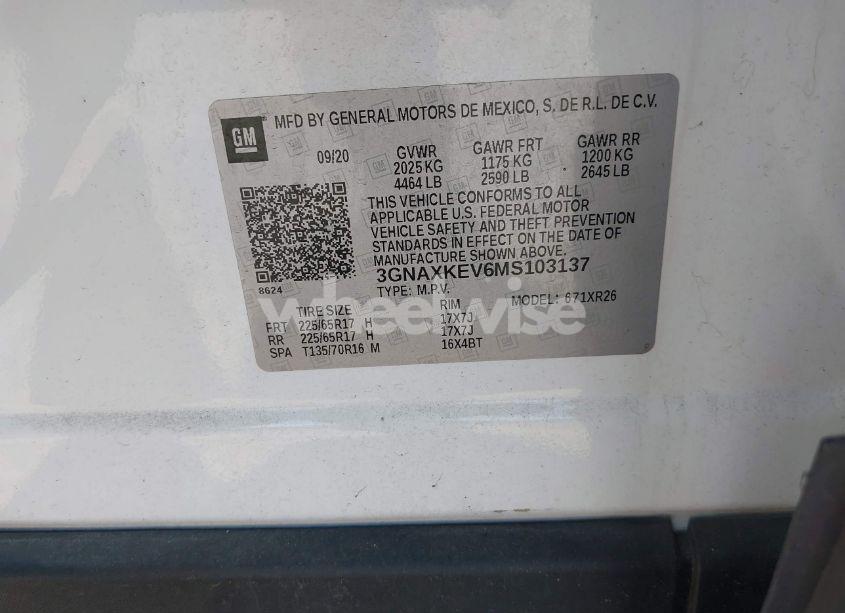 GM
MFD BY GENERAL MOTORS DE MEXICO, S. DE R.L. DE C.V.
09/20 GVWR GAWR FRT GAWR RR
2025 KG 1175 KG 1200 KG
4464 LB 2590 LB 2645 LB
THIS VEHICLE CONFORMS TO ALL
APPLICABLE U.S. FEDERAL MOTOR
VEHICLE SAFETY AND THEFT PREVENTION
STANDARDS IN EFFECT ON THE DATE OF
MANUFACTURE SHOWN ABOVE.
3GNAXKEV6MS103137
8624 TYPE: M.P.V. MODEL: 671XR26
wheelwise
TIRE SIZE RIM
FRT 225/65R17 H 17X7J
RR 225/65R17 H 17X7J
SPA T135/70R16 M 16X4BT